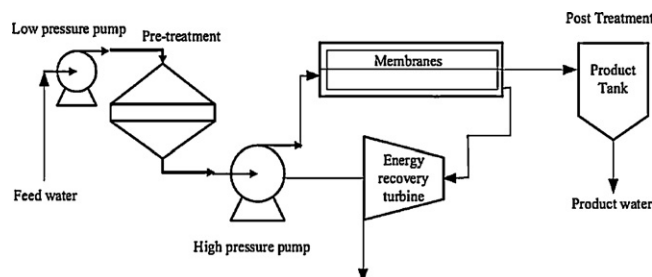 Low pressure pump
Pre-treatment
Post Treatment
Membranes
Product
Tank
Energy
recovery
turbine
Feed water
Product water
High pressure pump